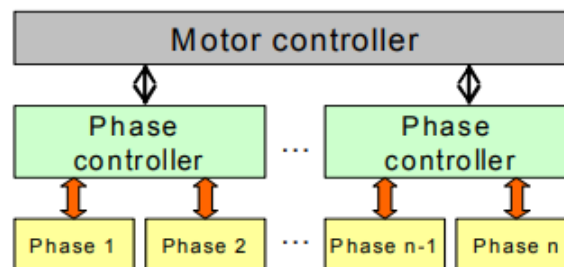 Motor controller
Phase
controller
...
Phase
controller
Phase 1
Phase 2
...
Phase n-1
Phase n